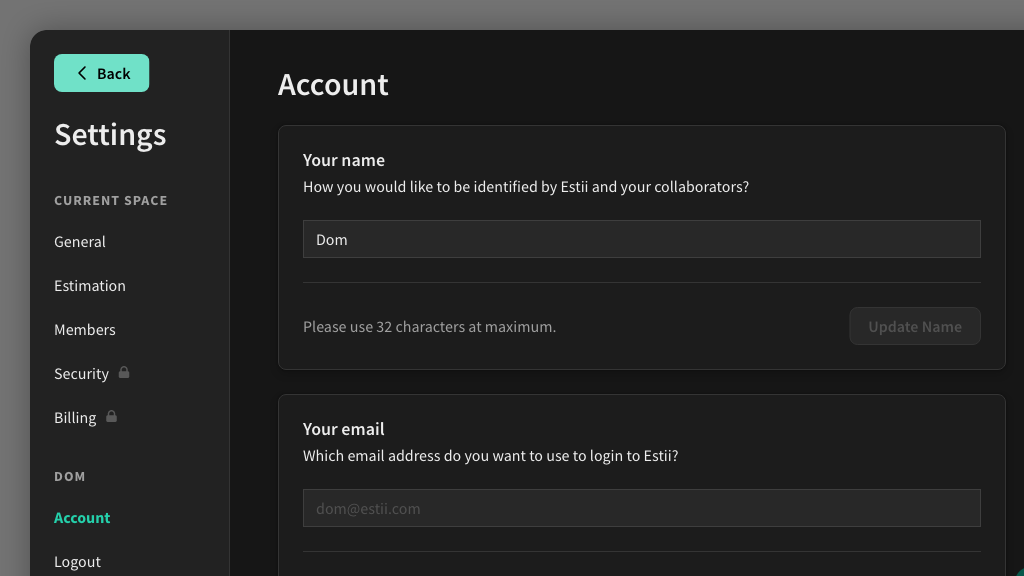 Back
Settings
CURRENT SPACE
General
Estimation
Members
Security
Billing
DOM
Account
Logout
Account
Your name
How you would like to be identified by Estii and your collaborators?
Dom
Please use 32 characters at maximum.
Update Name
Your email
Which email address do you want to use to login to Estii?
dom@estii.com